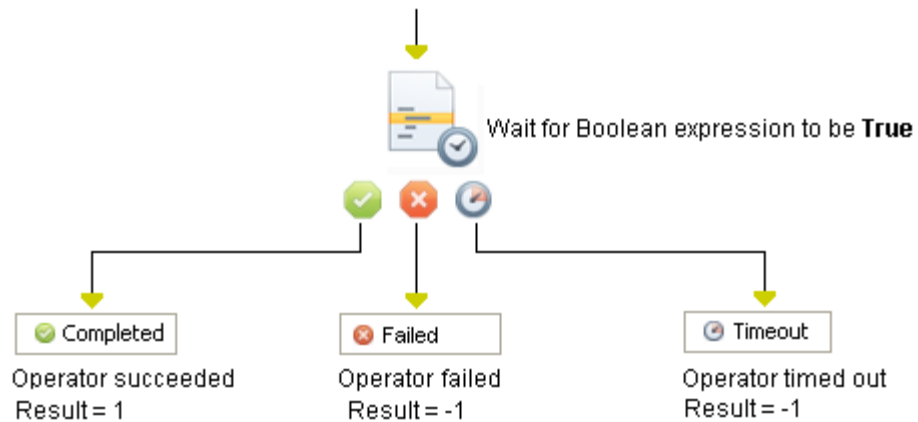 Wait for Boolean expression to be True
Completed
Failed
Timeout
Operator succeeded
Result = 1
Operator failed
Result = -1
Operator timed out
Result = -1